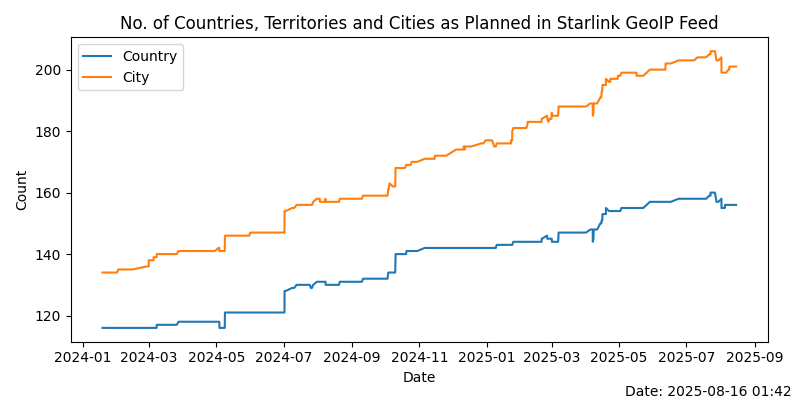 No. of Countries, Territories and Cities as Planned in Starlink GeoIP Feed
Country
City
Count
200
180
160
140
120
2024-01 2024-03 2024-05 2024-07 2024-09 2024-11 2025-01 2025-03 2025-05 2025-07 2025-09
Date
Date: 2025-08-16 01:42